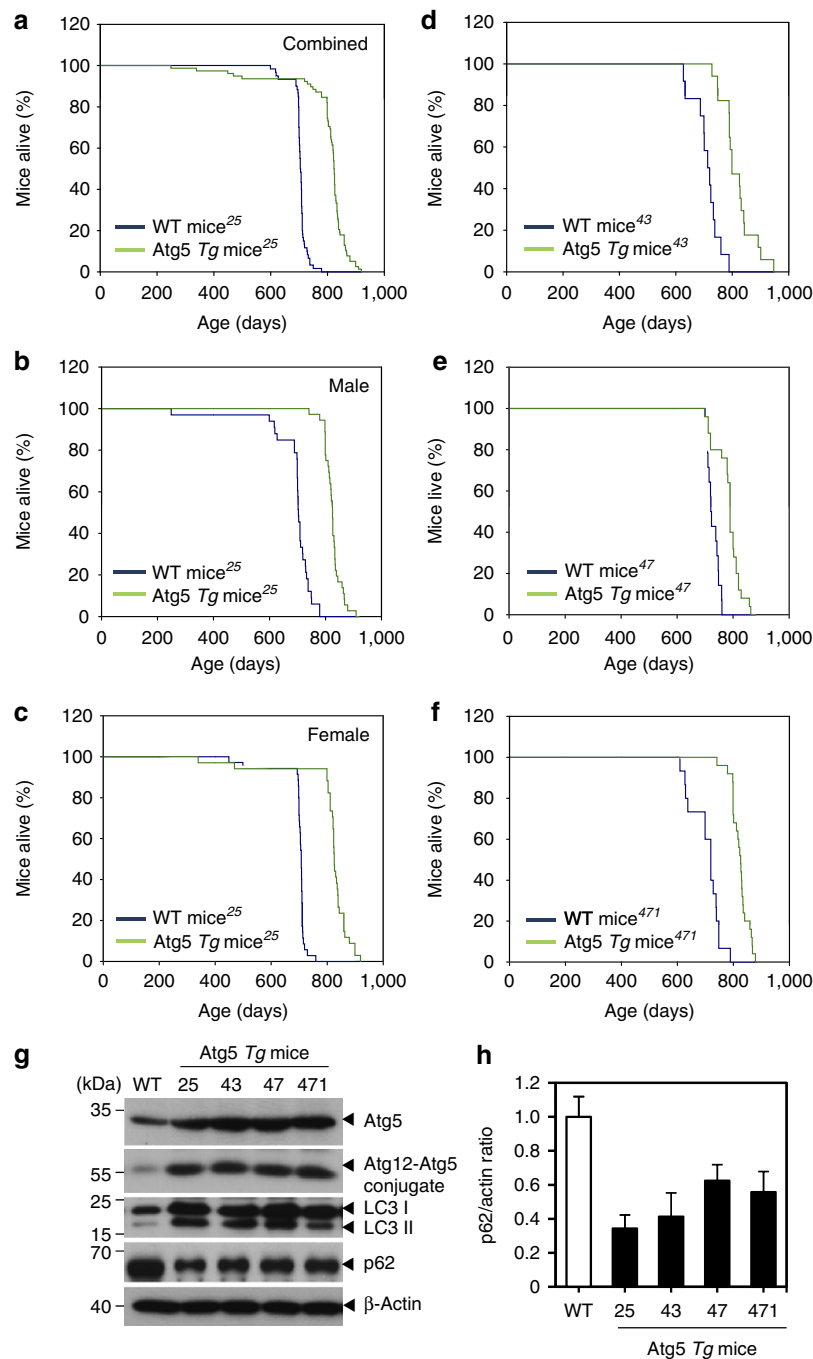 a
Combined
Mice alive (%)
120
100
80
60
40
20
0
WT mice25
Atg5 Tg mice25
0 200 400 600 800 1,000
Age (days)
b
Male
Mice alive (%)
120
100
80
60
40
20
0
WT mice25
Atg5 Tg mice25
0 200 400 600 800 1,000
Age (days)
c
Female
Mice alive (%)
120
100
80
60
40
20
0
WT mice25
Atg5 Tg mice25
0 200 400 600 800 1,000
Age (days)
d
Mice alive (%)
120
100
80
60
40
20
0
WT mice43
Atg5 Tg mice43
0 200 400 600 800 1,000
Age (days)
e
Mice live (%)
120
100
80
60
40
20
0
WT mice47
Atg5 Tg mice47
0 200 400 600 800 1,000
Age (days)
f
Mice alive (%)
120
100
80
60
40
20
0
WT mice471
Atg5 Tg mice471
0 200 400 600 800 1,000
Age (days)
g
Atg5 Tg mice
(kDa) WT 25 43 47 471
35
Atg5
55
Atg12-Atg5
conjugate
25
LC3 I
15
LC3 II
70
p62
40
β-Actin
h
p62/actin ratio
1.2
1.0
0.8
0.6
0.4
0.2
0
WT 25 43 47 471
Atg5 Tg mice